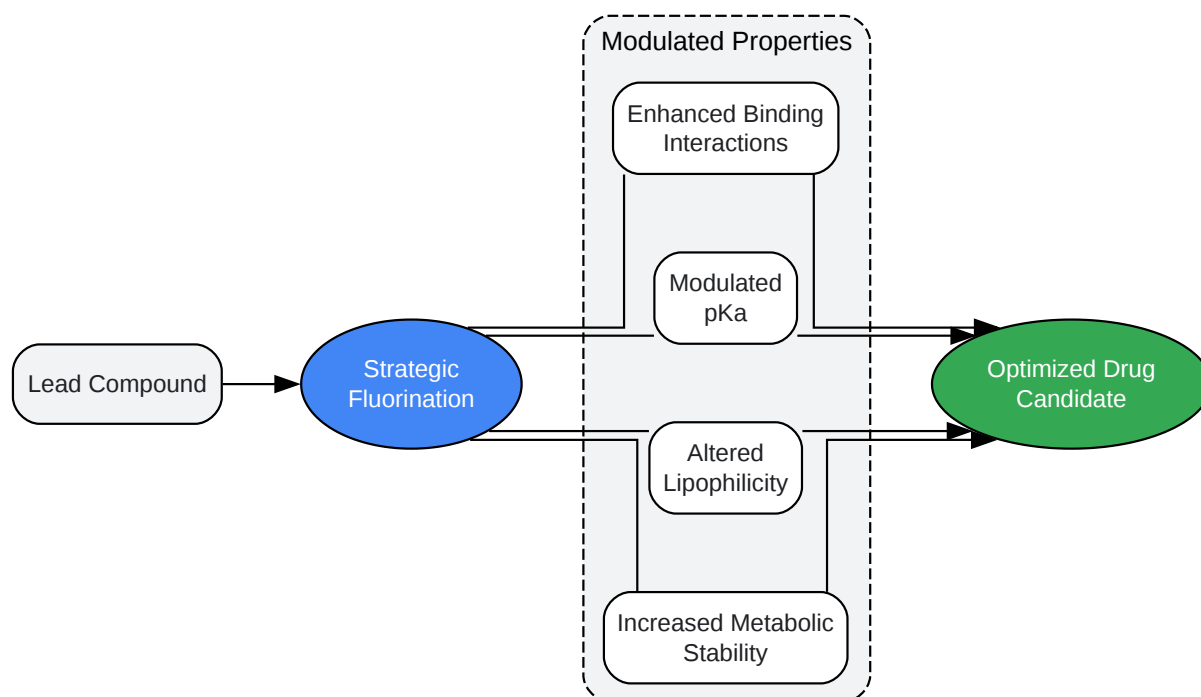 Modulated Properties
Enhanced Binding
Interactions
Modulated
pKa
Lead Compound
Strategic
Fluorination
Optimized Drug
Candidate
Altered
Lipophilicity
Increased Metabolic
Stability